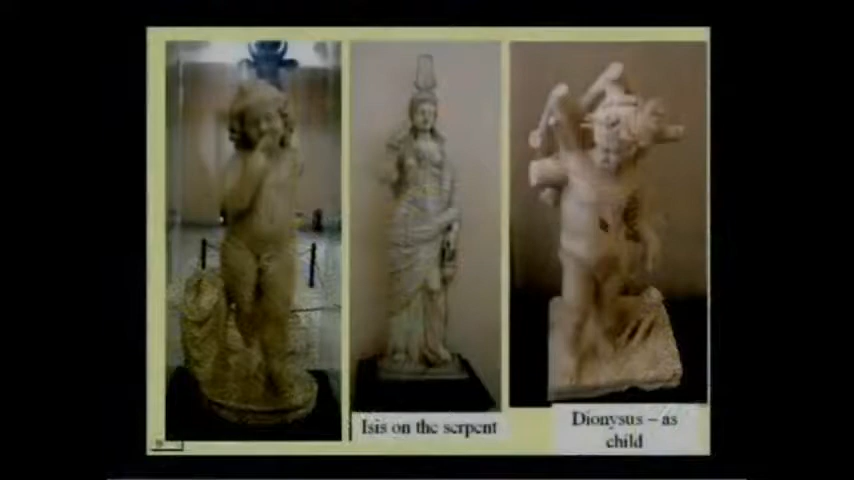 Isis on the serpent
Dionysus – as
child